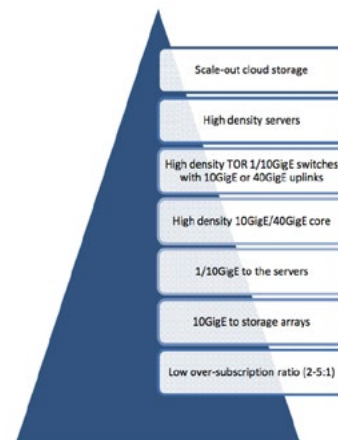 Scale-out cloud storage
High density servers
High density TOR 1/10GigE switches
with 10GigE or 40GigE uplinks
High density 10GigE/40GigE core
1/10GigE to the servers
10GigE to storage arrays
Low over-subscription ratio (2-5:1)